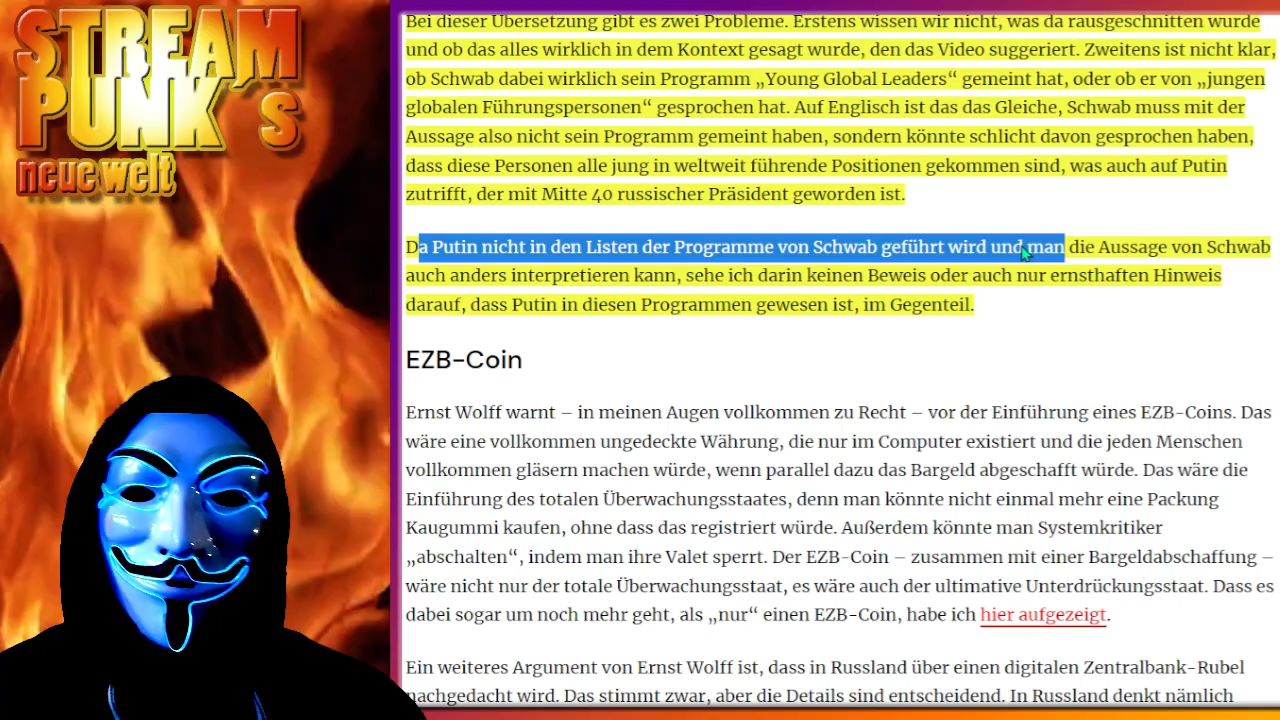 STREAM
PUNK's
neue welt
Bei dieser Übersetzung gibt es zwei Probleme. Erstens wissen wir nicht, was da rausgeschnitten wurde
und ob das alles wirklich in dem Kontext gesagt wurde, den das Video suggeriert. Zweitens ist nicht klar,
ob Schwab dabei wirklich sein Programm „Young Global Leaders“ gemeint hat, oder ob er von „jungen
globalen Führungspersonen“ gesprochen hat. Auf Englisch ist das das Gleiche, Schwab muss mit der
Aussage also nicht sein Programm gemeint haben, sondern könnte schlicht davon gesprochen haben,
dass diese Personen alle jung in weltweit führende Positionen gekommen sind, was auch auf Putin
zutrifft, der mit Mitte 40 russischer Präsident geworden ist.
Da Putin nicht in den Listen der Programme von Schwab geführt wird und man die Aussage von Schwab
auch anders interpretieren kann, sehe ich darin keinen Beweis oder auch nur ernsthaften Hinweis
darauf, dass Putin in diesen Programmen gewesen ist, im Gegenteil.
EZB-Coin
Ernst Wolff warnt – in meinen Augen vollkommen zu Recht – vor der Einführung eines EZB-Coins. Das
wäre eine vollkommen ungedeckte Währung, die nur im Computer existiert und die jeden Menschen
vollkommen gläsern machen würde, wenn parallel dazu das Bargeld abgeschafft würde. Das wäre die
Einführung des totalen Überwachungsstaates, denn man könnte nicht einmal mehr eine Packung
Kaugummi kaufen, ohne dass das registriert würde. Außerdem könnte man Systemkritiker
„abschalten“, indem man ihre Valet sperrt. Der EZB-Coin – zusammen mit einer Bargeldabschaffung –
wäre nicht nur der totale Überwachungsstaat, es wäre auch der ultimative Unterdrückungsstaat. Dass es
dabei sogar um noch mehr geht, als „nur“ einen EZB-Coin, habe ich hier aufgezeigt.
Ein weiteres Argument von Ernst Wolff ist, dass in Russland über einen digitalen Zentralbank-Rubel
nachgedacht wird. Das stimmt zwar, aber die Details sind entscheidend. In Russland denkt nämlich